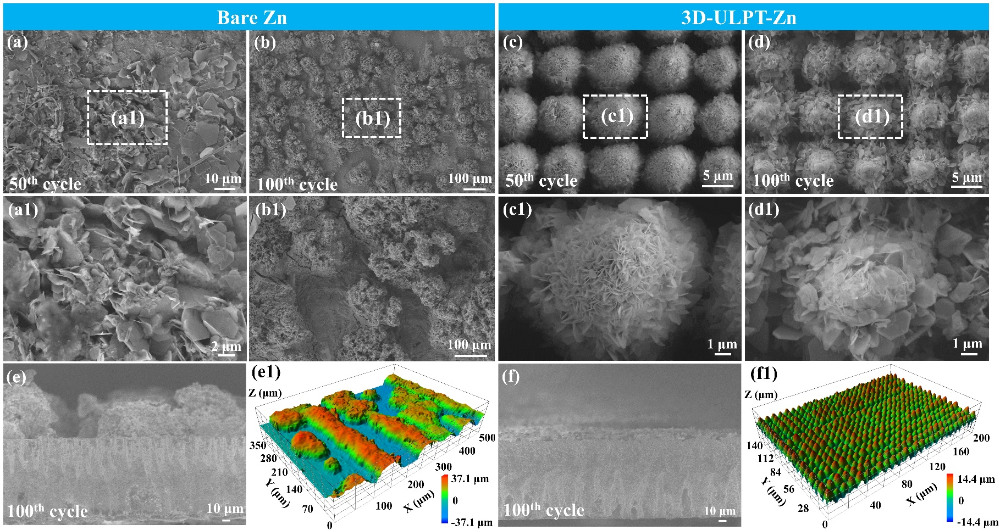 Bare Zn
3D-ULPT-Zn
(a)
(a1)
50th cycle
10 μm
(b)
(b1)
100th cycle
100 μm
(c)
(c1)
50th cycle
5 μm
(d)
(d1)
100th cycle
5 μm
(a1)
2 μm
(b1)
100 μm
(c1)
1 μm
(d1)
1 μm
(e)
100th cycle
10 μm
(e1)
Z (μm)
350
280
210
140
70
0
Y (μm)
100
200
300
400
500
X (μm)
37.1 μm
0
-37.1 μm
(f)
100th cycle
10 μm
(f1)
Z (μm)
140
112
84
56
28
0
Y (μm)
40
80
120
160
200
X (μm)
14.4 μm
0
-14.4 μm